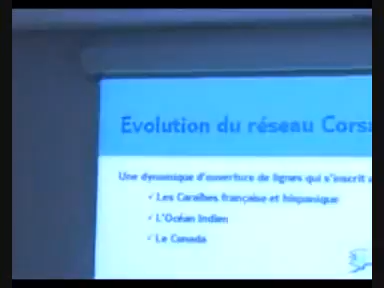 Evolution du réseau Corsa
Une dynamique d'ouverture de lignes qui s'inscrit
✓ Les Caraïbes française et hispanique
✓ L'Océan Indien
✓ Le Canada